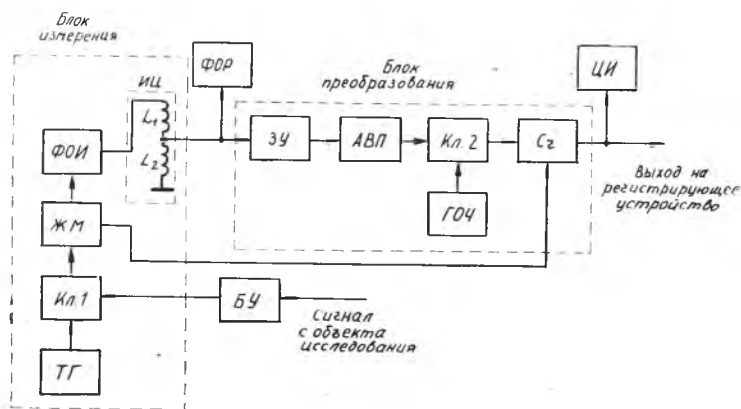 Блок
измерения
ИЦ
L1
L2
ФОИ
ЖМ
Кл.1
ТГ
ФОР
Блок
преобразования
ЗУ
АВП
Кл.2
Сг
ГОЧ
ЦИ
Выход на
регистрирующее
устройство
БУ
Сигнал
с объекта
исследования